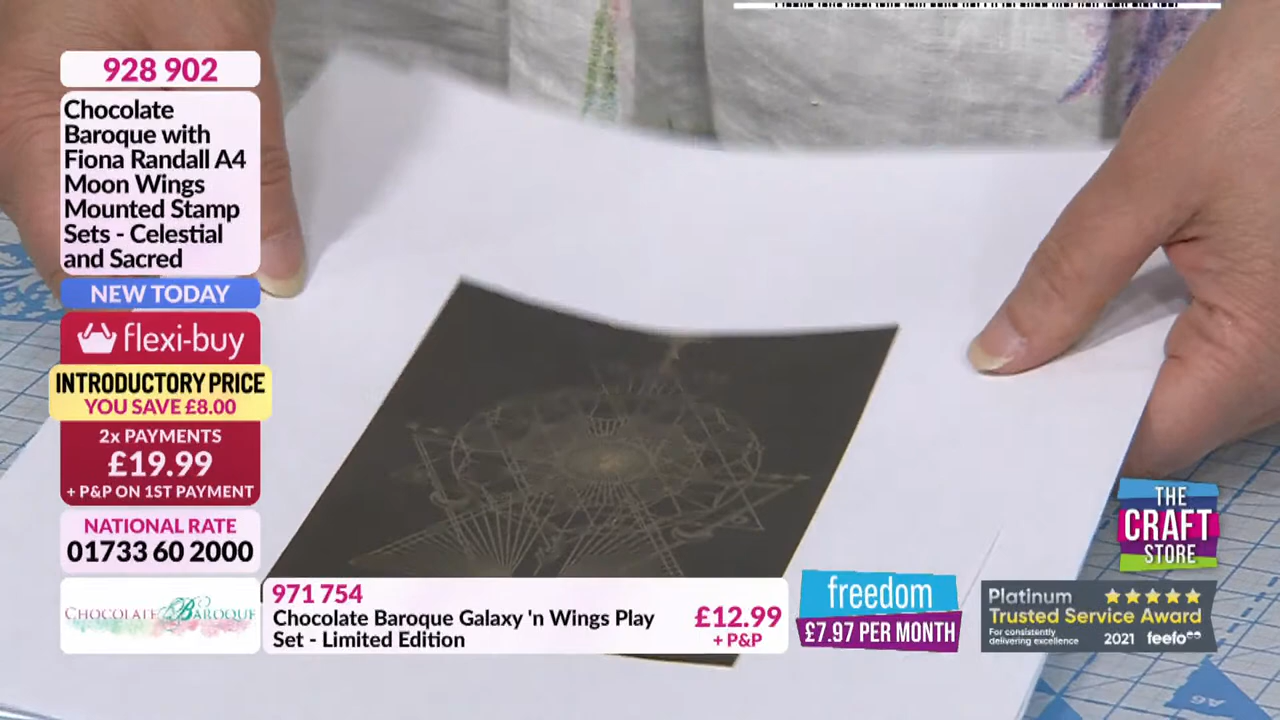 928 902
Chocolate
Baroque with
Fiona Randall A4
Moon Wings
Mounted Stamp
Sets - Celestial
and Sacred
NEW TODAY
flexi-buy
INTRODUCTORY PRICE
YOU SAVE £8.00
2x PAYMENTS
£19.99
+ P&P ON 1ST PAYMENT
NATIONAL RATE
01733 60 2000
CHOCOLATE BAROQUE
971 754
Chocolate Baroque Galaxy 'n Wings Play
Set - Limited Edition
£12.99
+ P&P
freedom
£7.97 PER MONTH
THE
CRAFT
STORE
Platinum
Trusted Service Award
For consistently
delivering excellence
2021 feefo
A6